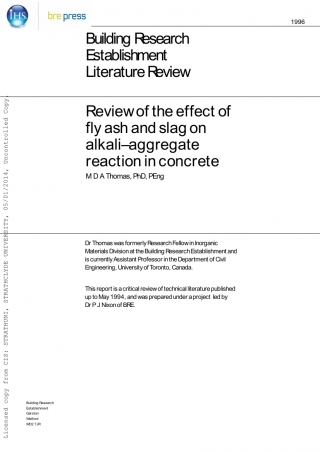 IHS
bre press
1996
Building Research
Establishment
Literature Review
Review of the effect of
fly ash and slag on
alkali–aggregate
reaction in concrete
M D A Thomas, PhD, PEng
Dr Thomas was formerly Research Fellow in Inorganic
Materials Division at the Building Research Establishment and
is currently Assistant Professor in the Department of Civil
Engineering, University of Toronto, Canada.
This report is a critical review of technical literature published
up to May 1994, and was prepared under a project led by
Dr P J Nixon of BRE.
Building Research
Establishment
Garston
Watford
WD2 7JR
Licensed copy from CIS: STRATHUNI, STRATHCLYDE UNIVERSITY, 05/01/2014, Uncontrolled Copy.